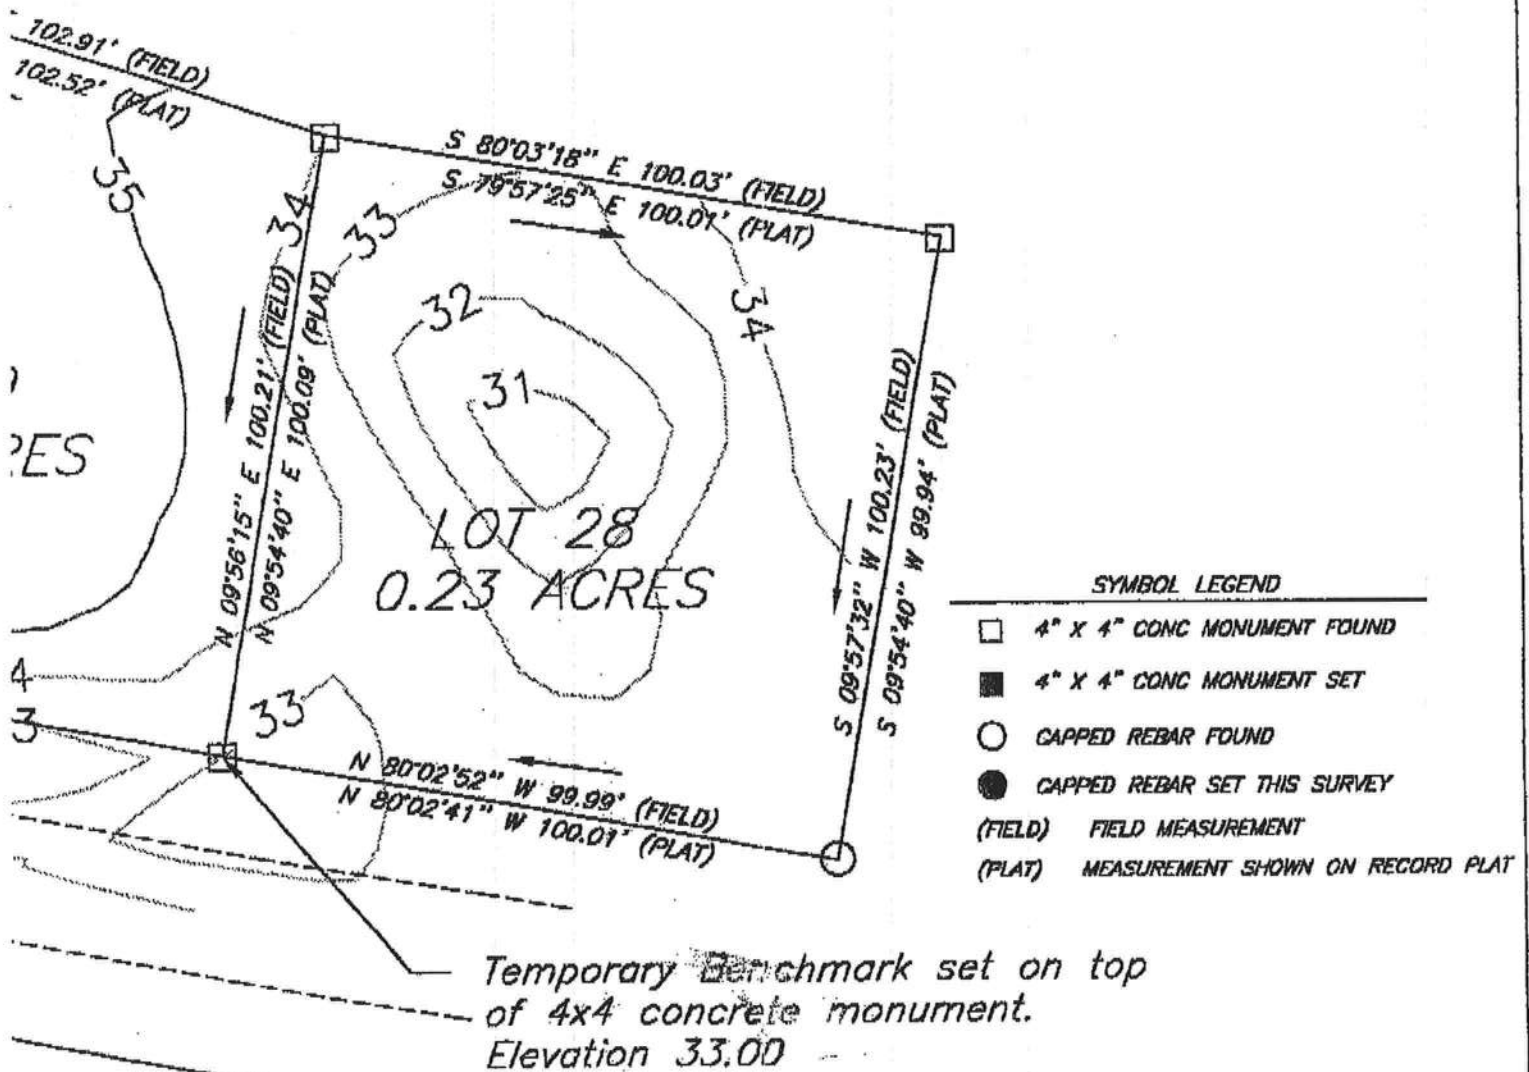 102.91' (FIELD)
102.52' (PLAT)
35
34
33
S 80°03'18" E 100.03' (FIELD)
S 79°57'25" E 100.01' (PLAT)
32
31
34
N 09°56'15" E 100.21' (FIELD)
N 09°54'40" E 100.09' (PLAT)
S 09°57'32" W 100.23' (FIELD)
S 09°54'40" W 99.94' (PLAT)
RES
LOT 28
0.23 ACRES
4
3
33
N 80°02'52" W 99.99' (FIELD)
N 80°02'41" W 100.01' (PLAT)
SYMBOL LEGEND
4" X 4" CONC MONUMENT FOUND
4" X 4" CONC MONUMENT SET
CAPPED REBAR FOUND
CAPPED REBAR SET THIS SURVEY
(FIELD) FIELD MEASUREMENT
(PLAT) MEASUREMENT SHOWN ON RECORD PLAT
Temporary Benchmark set on top
of 4x4 concrete monument.
Elevation 33.00